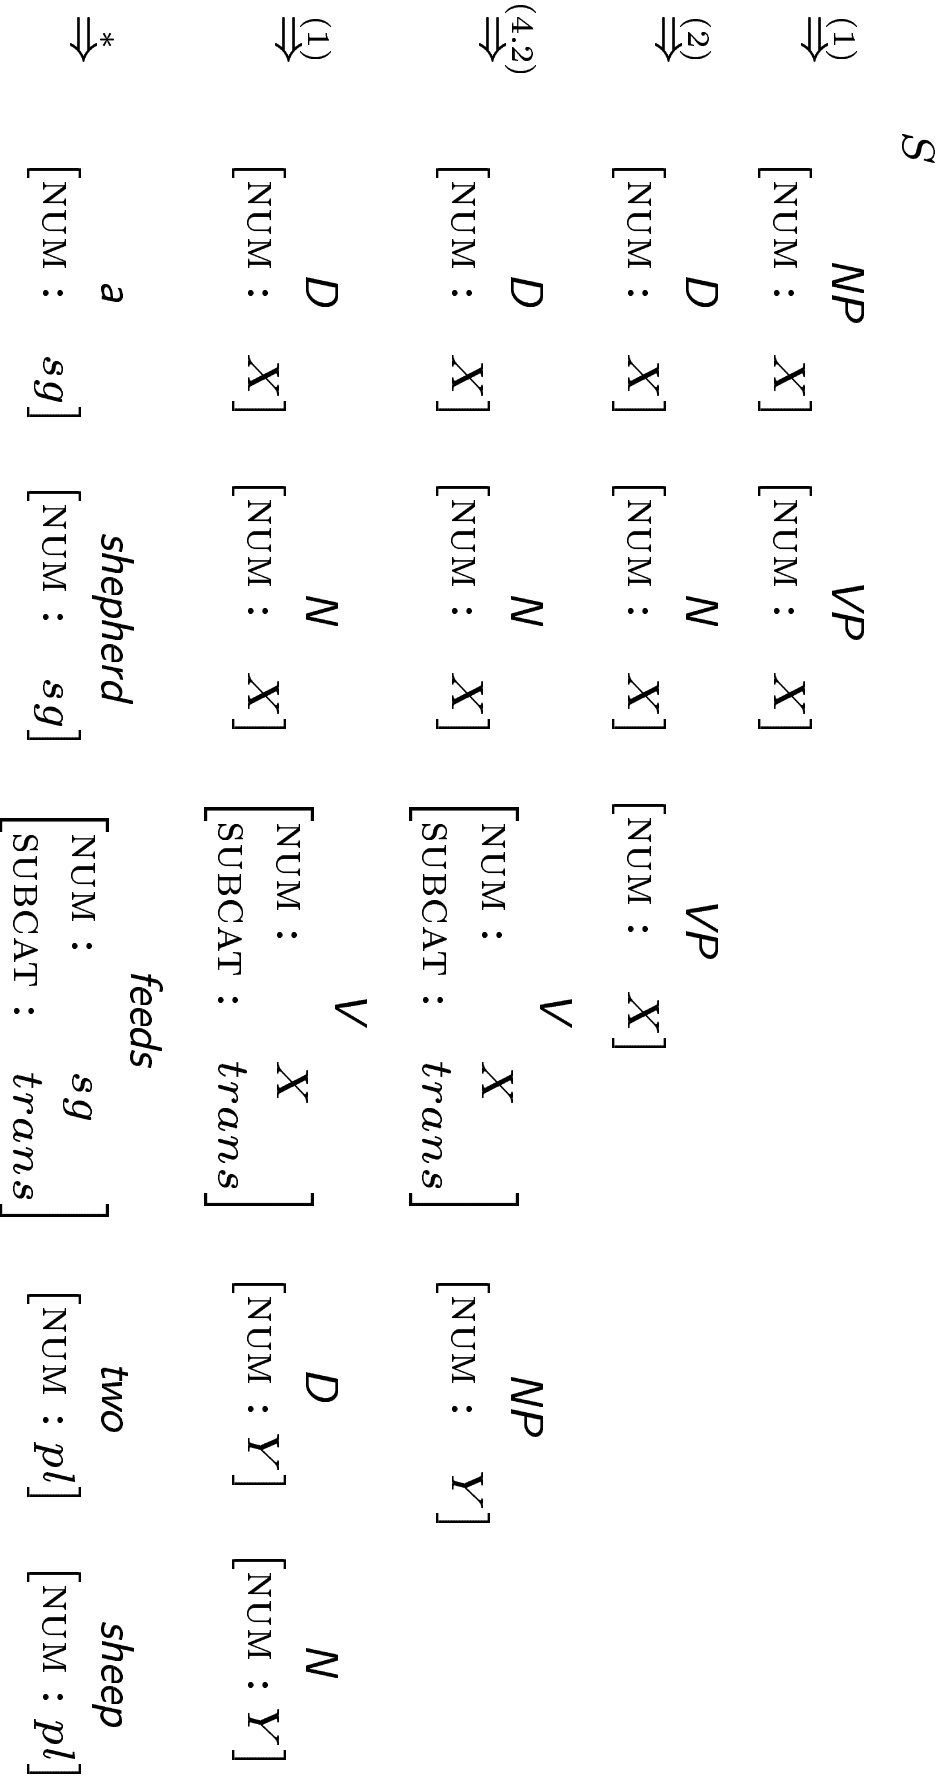 S
NP VP
⇒(1) [NUM : X] [NUM : X]
D N VP
⇒(2) [NUM : X] [NUM : X] [NUM : X]
D N V NP
⇒(4.2) [NUM : X] [NUM : X] [NUM : X SUBCAT : trans] [NUM : Y]
D N V D N
⇒(1) [NUM : X] [NUM : X] [NUM : X SUBCAT : trans] [NUM : Y] [NUM : Y]
a shepherd feeds two sheep
⇒* [NUM : sg] [NUM : sg] [NUM : sg SUBCAT : trans] [NUM : pl] [NUM : pl]